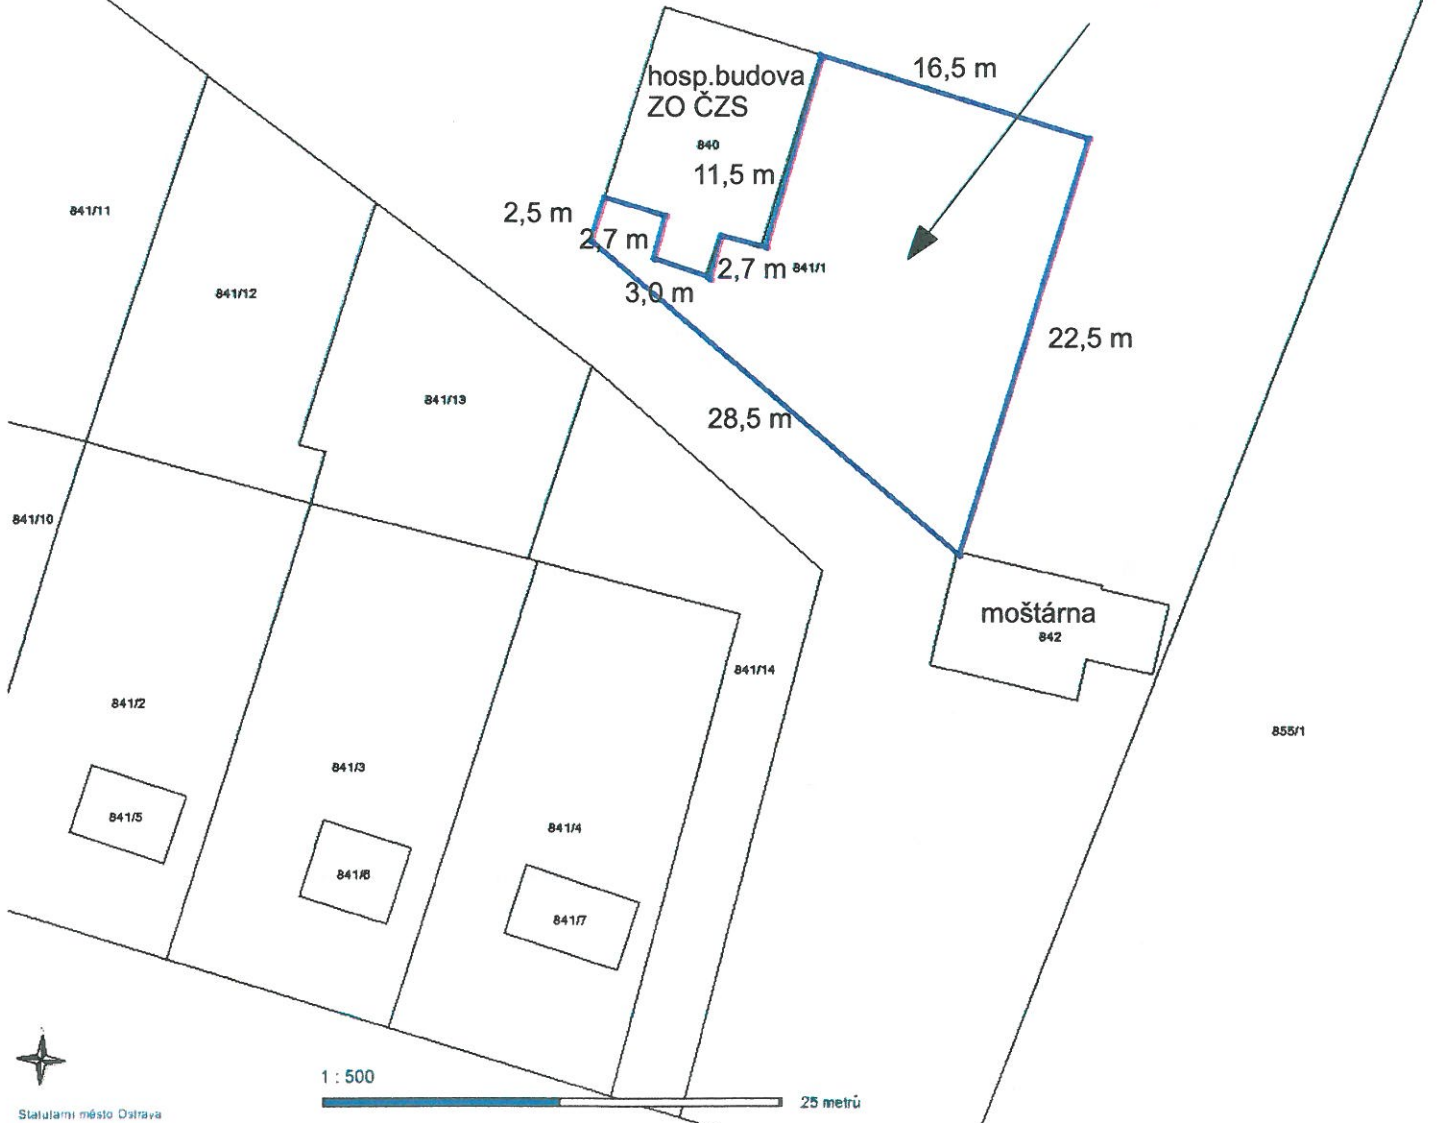 16,5 m
hosp.budova
ZO ČZS
840
11,5 m
841/11
2,5 m
2,7 m
2,7 m
841/1
3,0 m
841/12
22,5 m
841/13
28,5 m
841/10
moštárna
842
841/14
841/2
855/1
841/3
841/5
841/4
841/6
841/7
1 : 500
25 metrů
Statutární město Ostrava